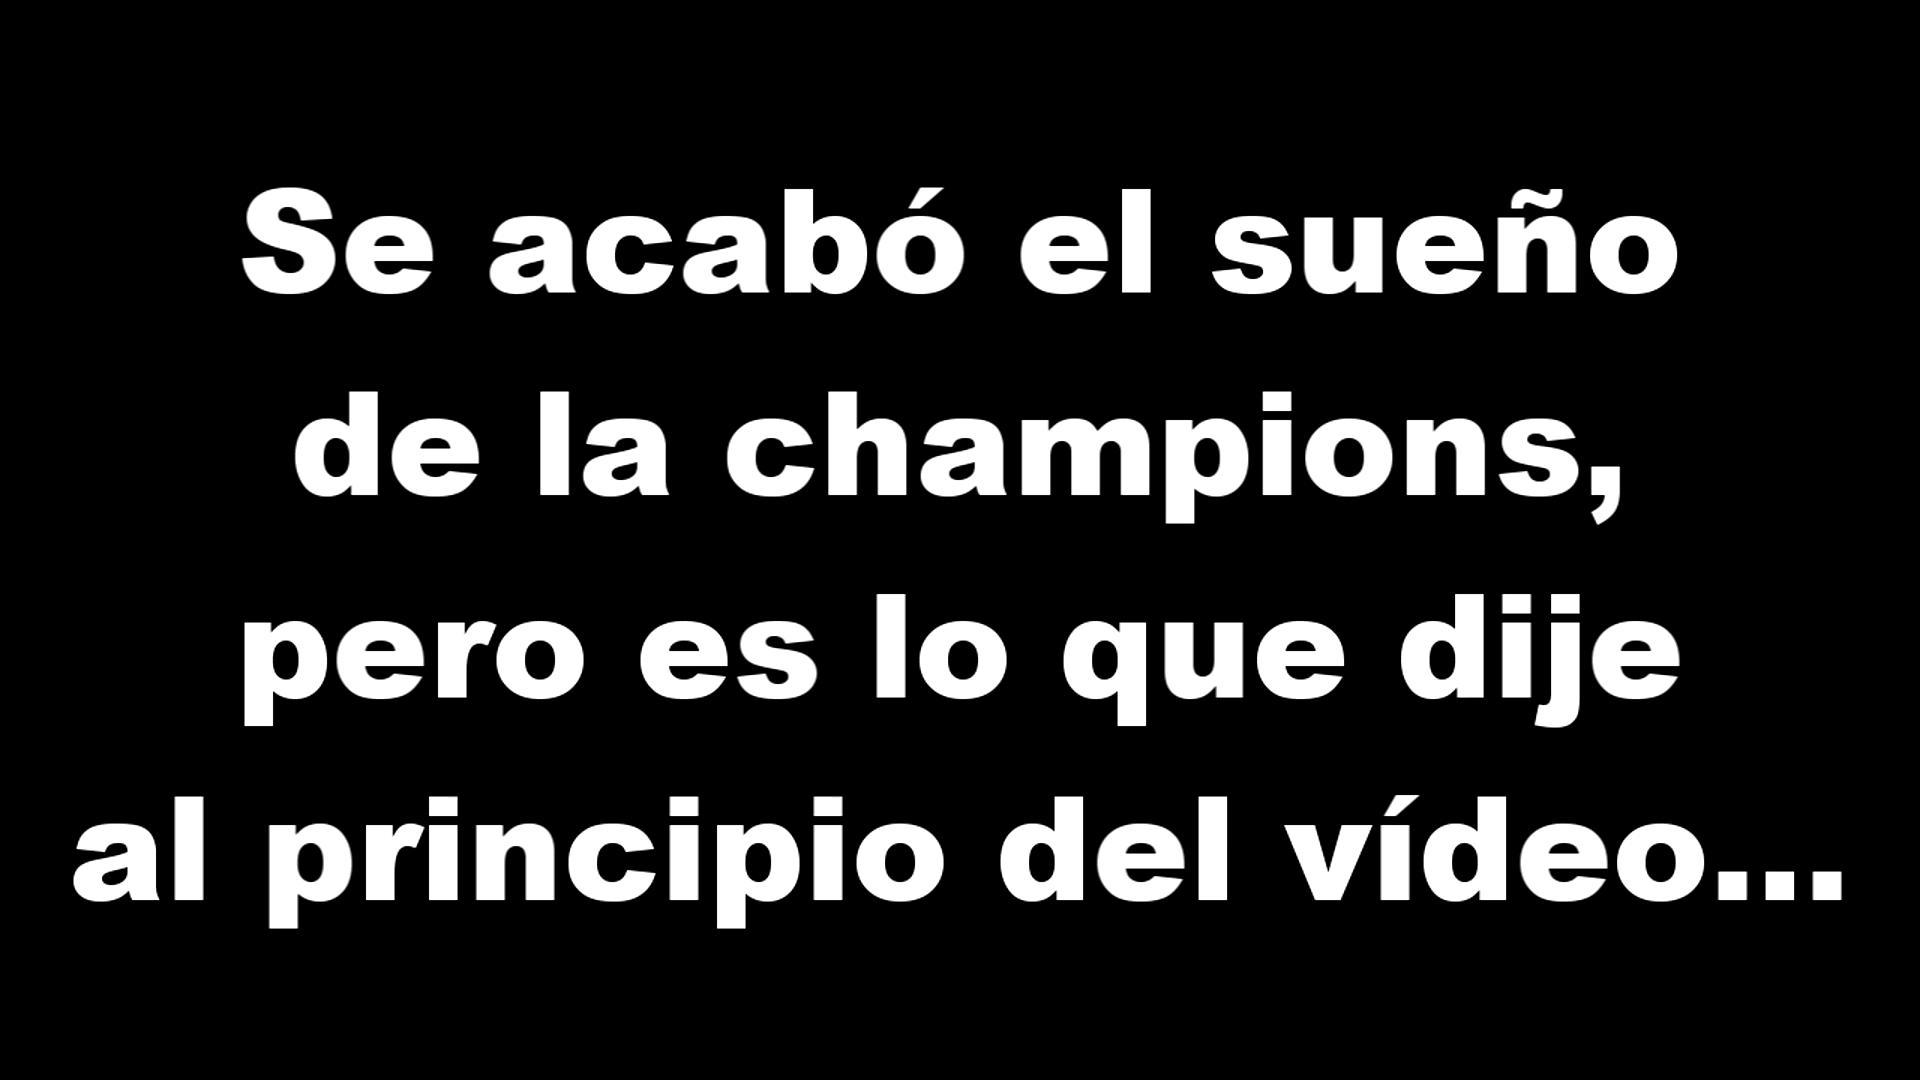 Se acabó el sueño
de la champions,
pero es lo que dije
al principio del vídeo...